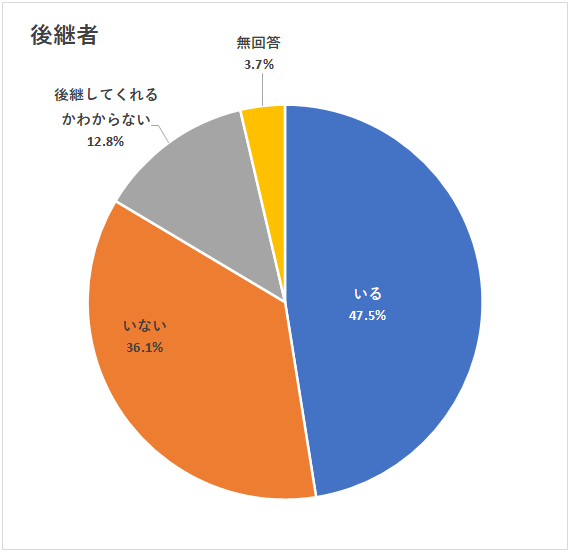 後継者
無回答
3.7%
後継してくれる
かわからない
12.8%
いる
47.5%
いない
36.1%